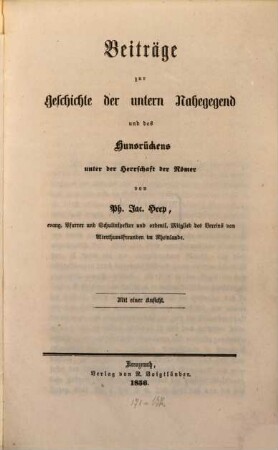 Beiträge
zur
Geschichte der untern Nahegegend
und des
Hunsrückens
unter der Herrschaft der Römer
von
Ph. Jac. Heep,
evang. Pfarrer und Schulinspektor und ordentl. Mitglied des Vereins von
Alterthumsfreunden im Rheinlande.
Mit einer Ansicht.
Kreuznach,
Verlag von R. Voigtländer.
1856.